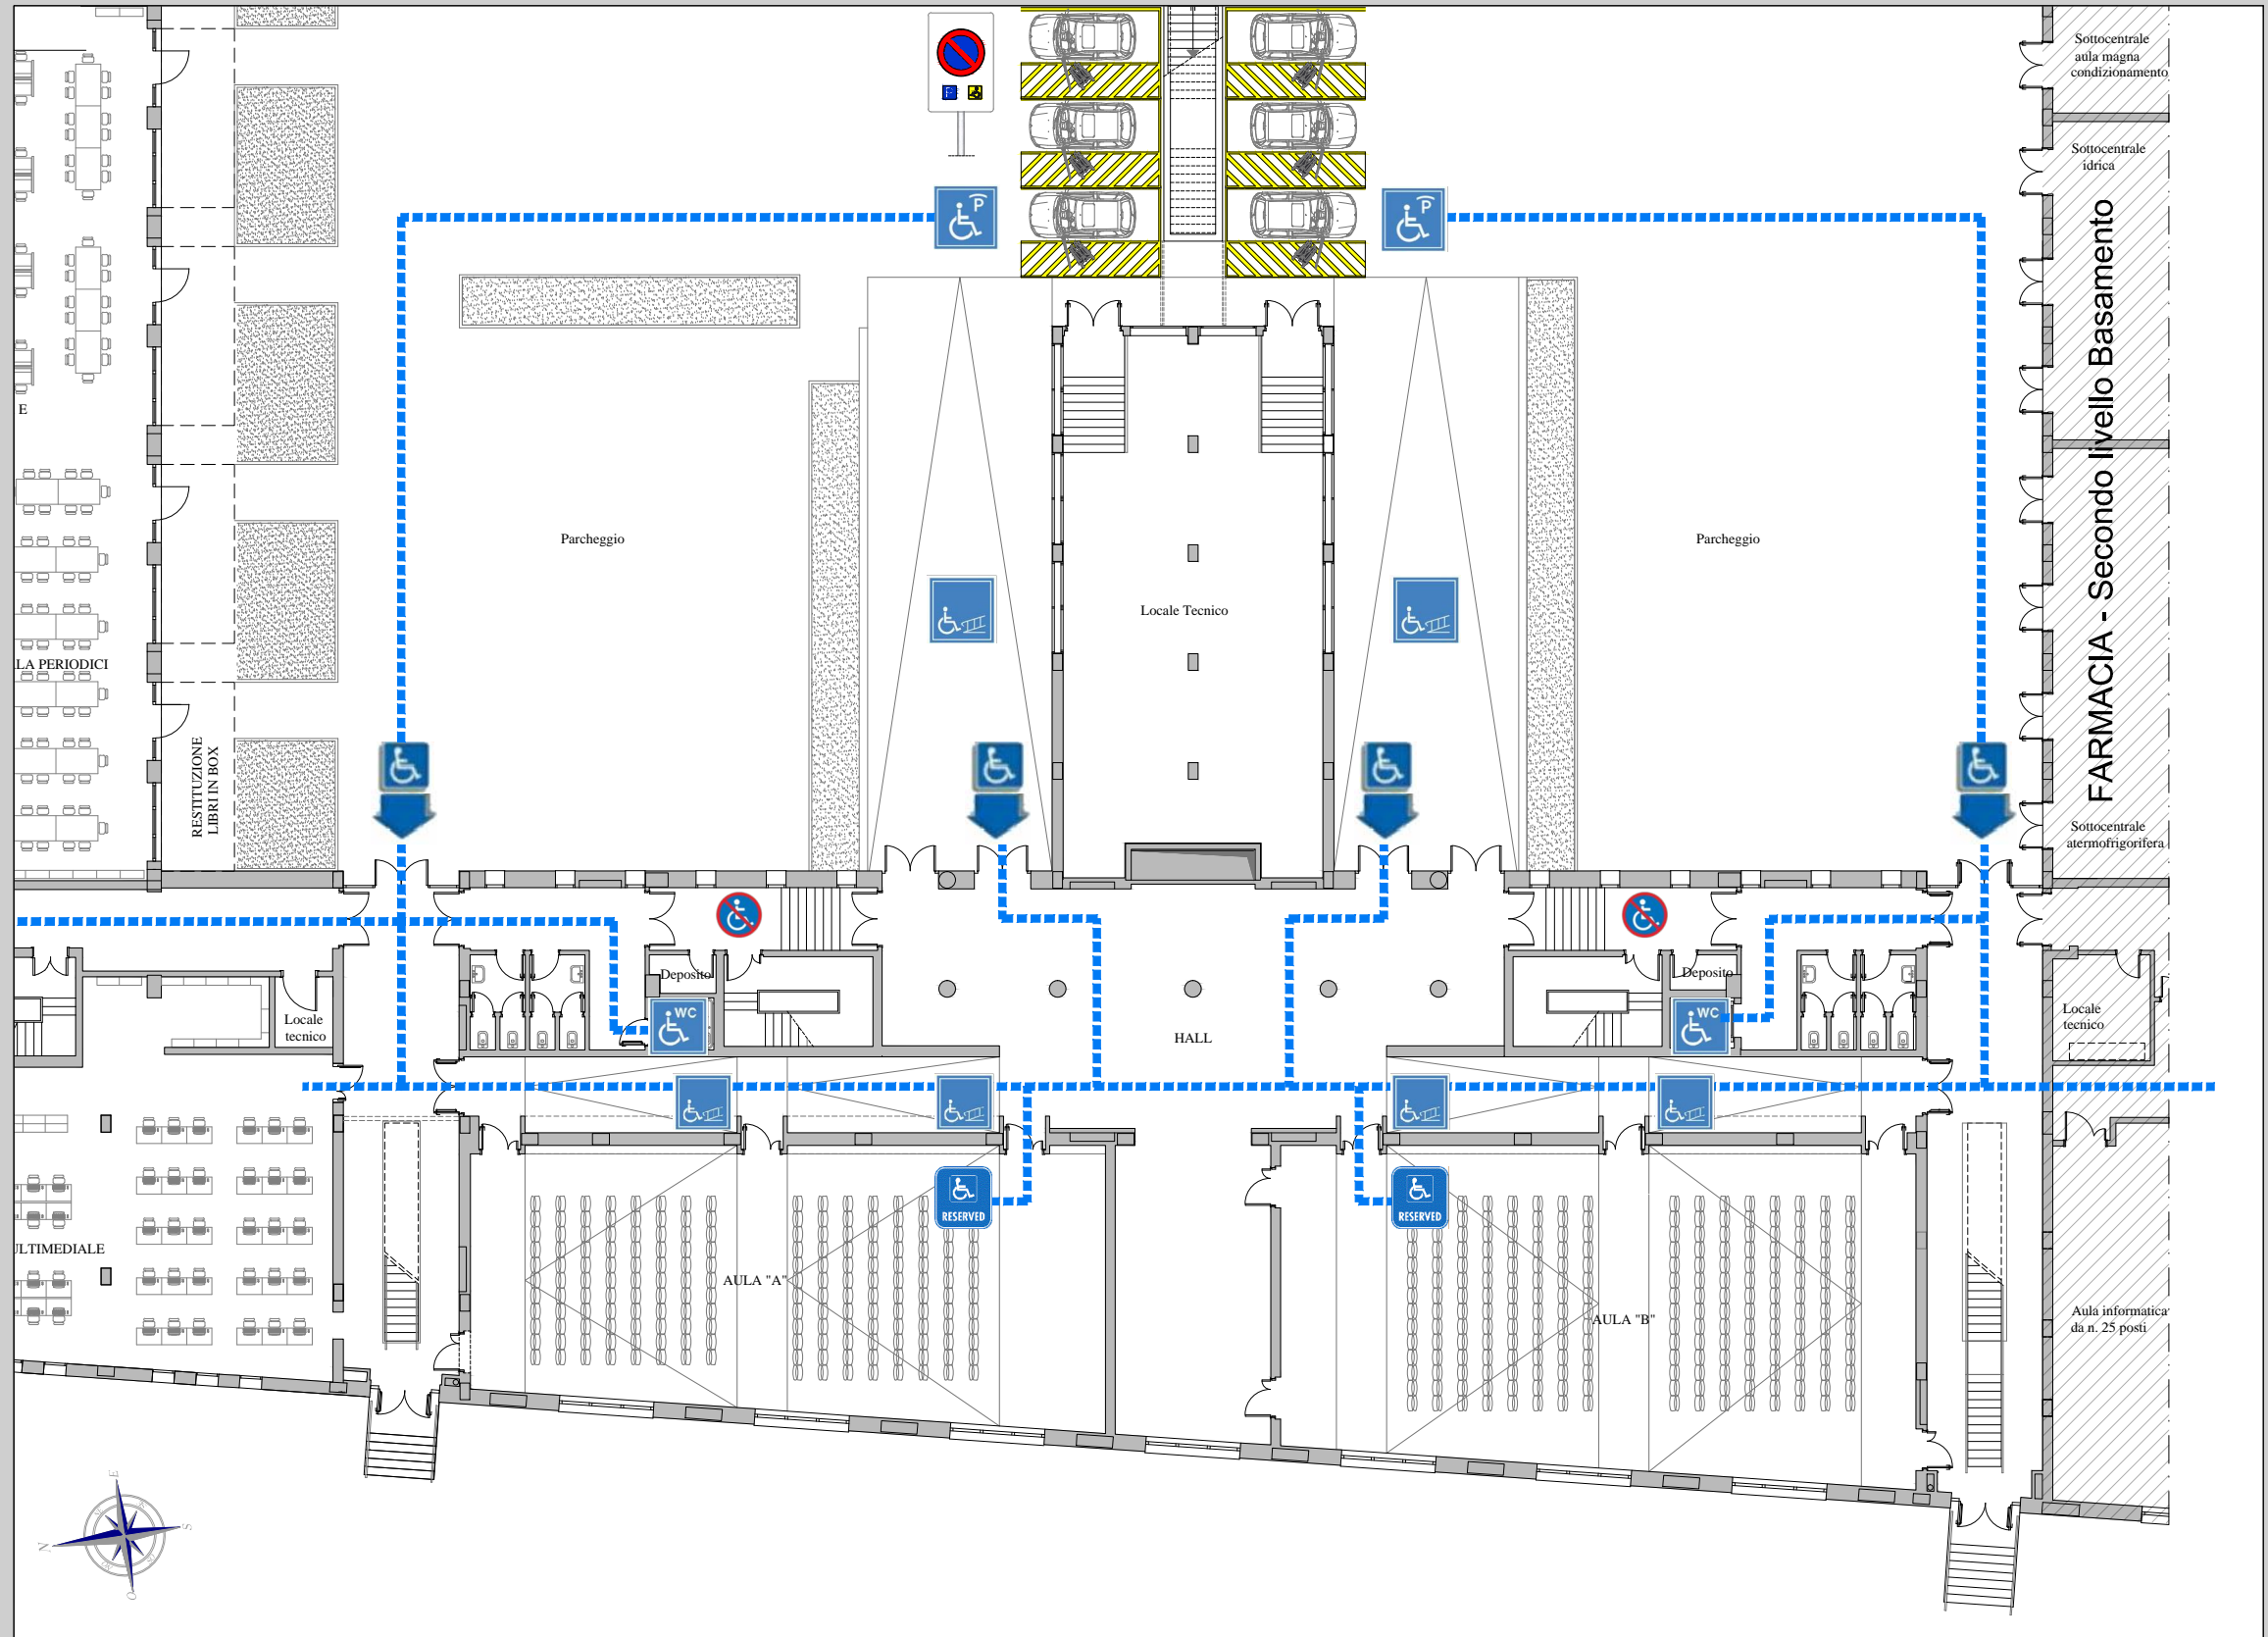 Sottocentrale
aula magna
condizionamento
Sottocentrale
idrica
P
P
FARMACIA - Secondo livello Basamento
E
Parcheggio
Parcheggio
Locale Tecnico
LA PERIODICI
RESTITUZIONE
LIBRI IN BOX
Sottocentrale
atermofrigorifera
Deposito
Deposito
WC
WC
Locale
tecnico
Locale
tecnico
HALL
RESERVED
RESERVED
ULTIMEDIALE
AULA "A"
AULA "B"
Aula informatica
da n. 25 posti
E
N
S
O